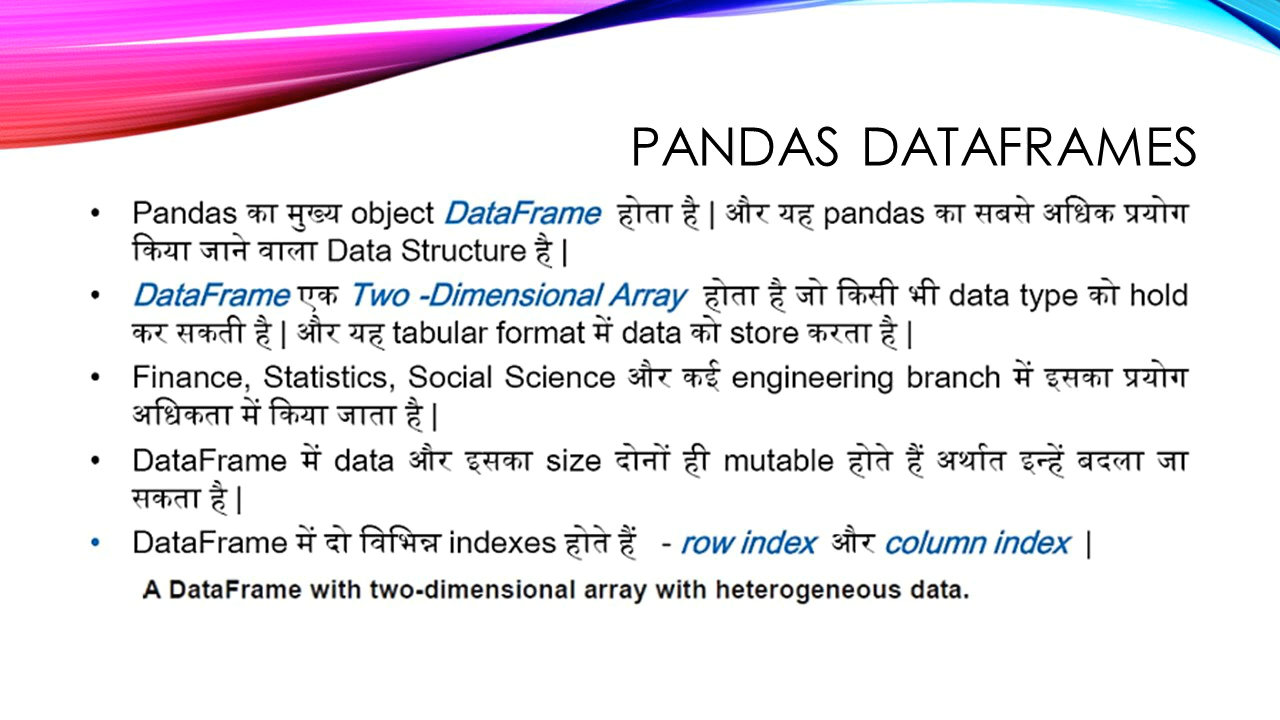 PANDAS DATAFRAMES
• Pandas का मुख्य object DataFrame होता है | और यह pandas का सबसे अधिक प्रयोग
किया जाने वाला Data Structure है |
• DataFrame एक Two -Dimensional Array होता है जो किसी भी data type को hold
कर सकती है | और यह tabular format में data को store करता है |
• Finance, Statistics, Social Science और कई engineering branch में इसका प्रयोग
अधिकता में किया जाता है |
• DataFrame में data और इसका size दोनों ही mutable होते हैं अर्थात इन्हें बदला जा
सकता है |
• DataFrame में दो विभिन्न indexes होते हैं - row index और column index |
A DataFrame with two-dimensional array with heterogeneous data.